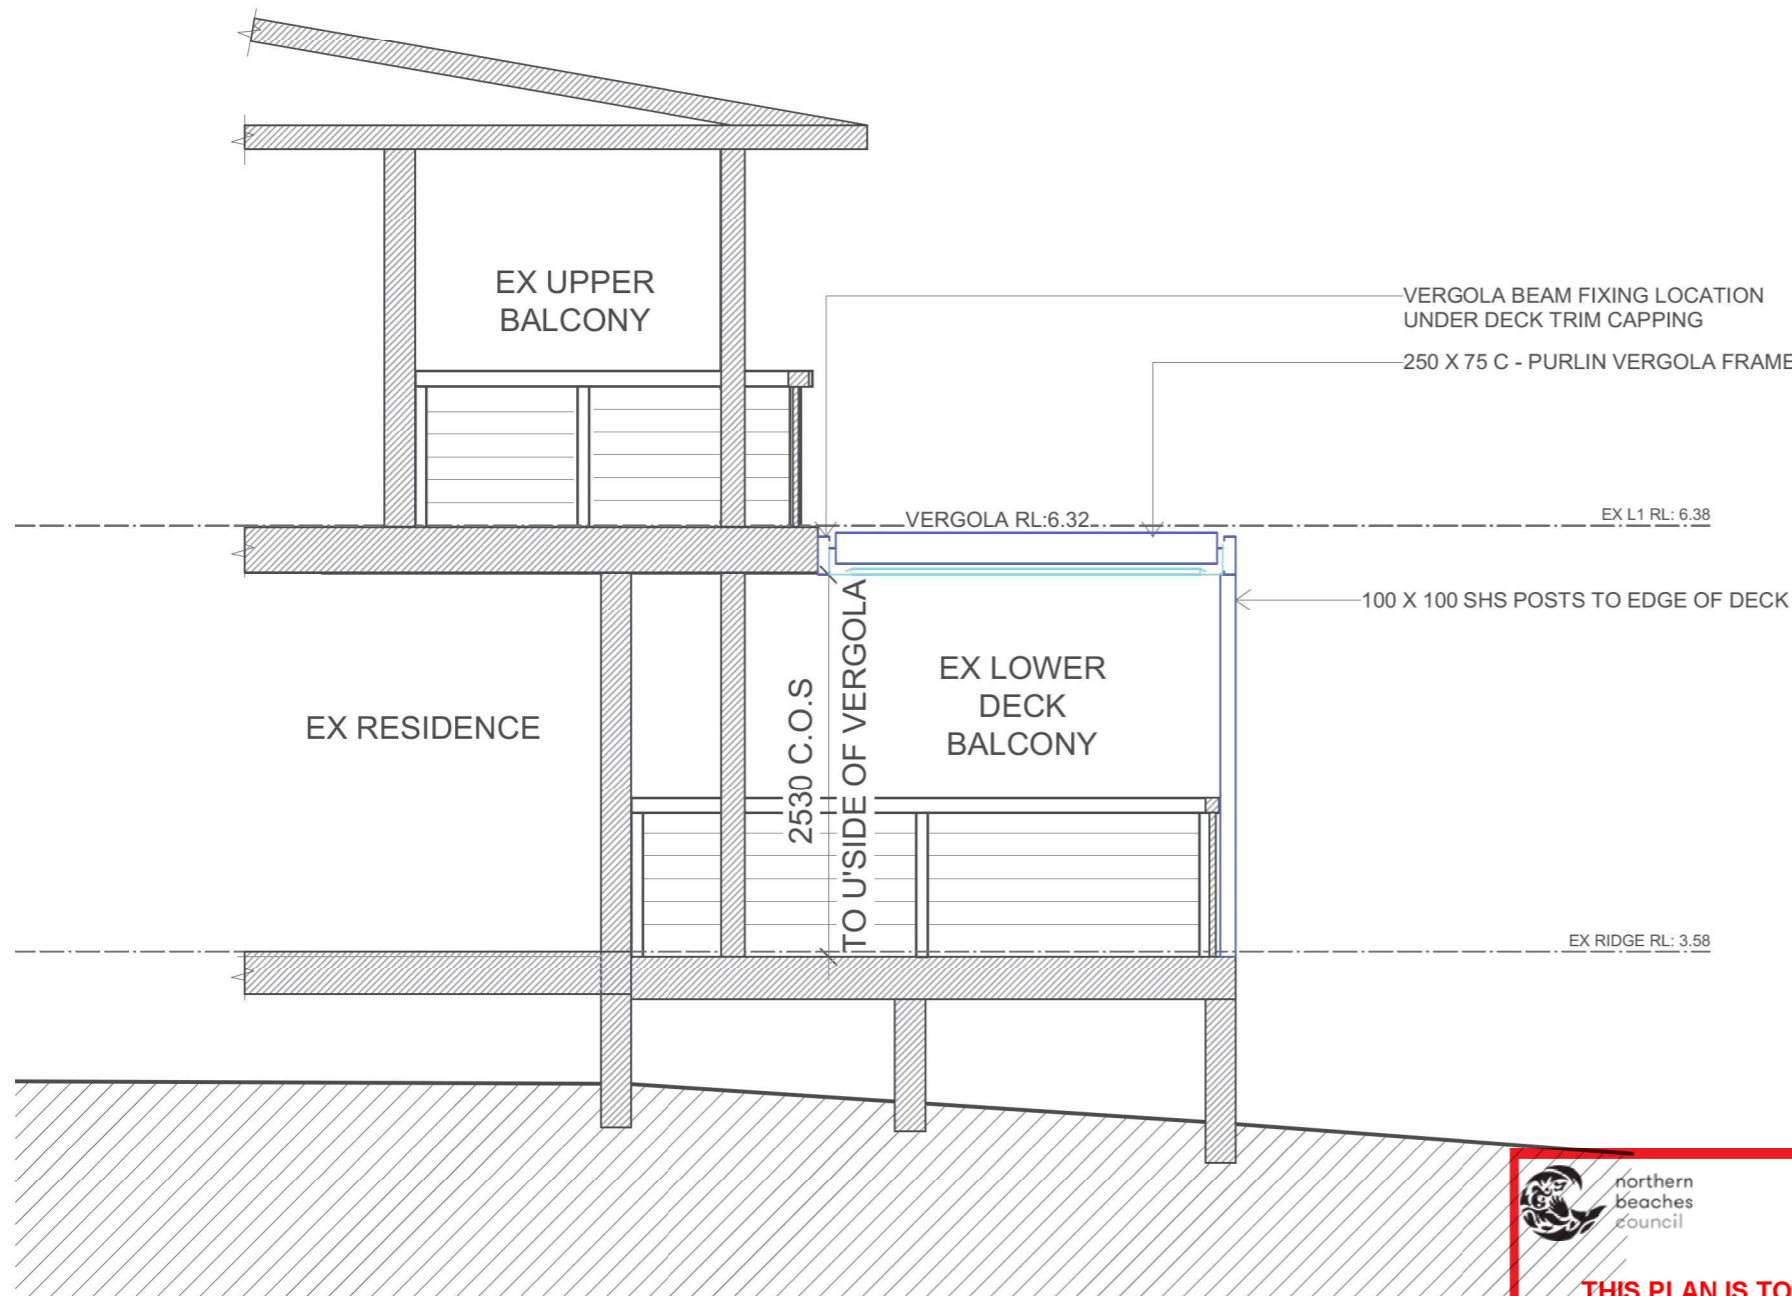 EX UPPER
BALCONY
VERGOLA BEAM FIXING LOCATION
UNDER DECK TRIM CAPPING
250 X 75 C - PURLIN VERGOLA FRAME
VERGOLA RL:6.32
EX L1 RL: 6.38
100 X 100 SHS POSTS TO EDGE OF DECK
EX RESIDENCE
2530 C.O.S
TO U'SIDE OF VERGOLA
EX LOWER
DECK
BALCONY
EX RIDGE RL: 3.58
northern
beaches
council
THIS PLAN IS TO